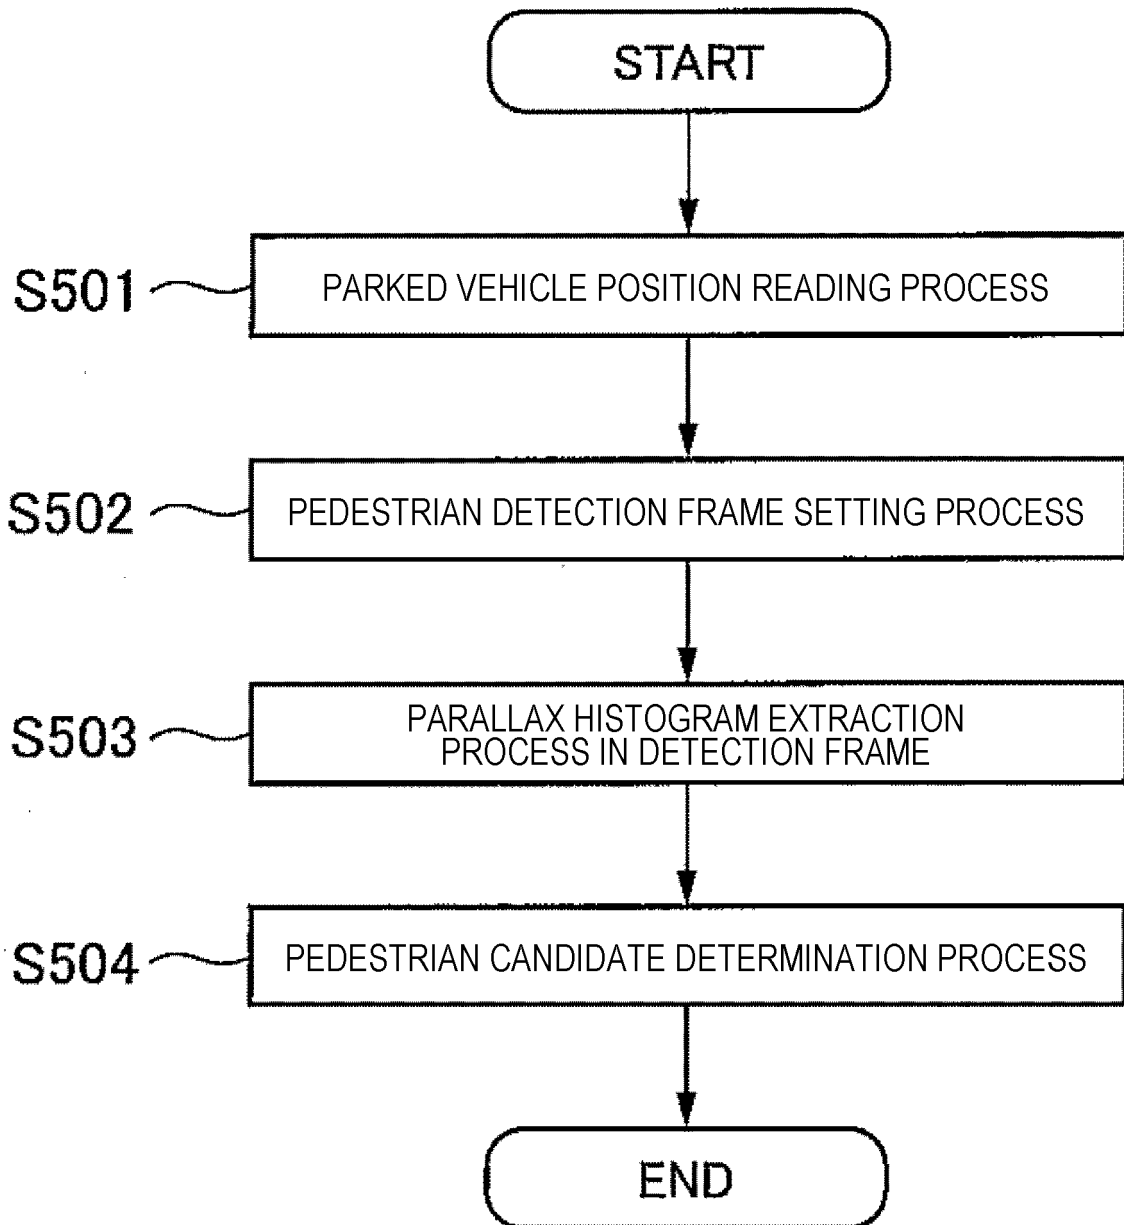 START
S501
PARKED VEHICLE POSITION READING PROCESS
S502
PEDESTRIAN DETECTION FRAME SETTING PROCESS
S503
PARALLAX HISTOGRAM EXTRACTION
PROCESS IN DETECTION FRAME
S504
PEDESTRIAN CANDIDATE DETERMINATION PROCESS
END